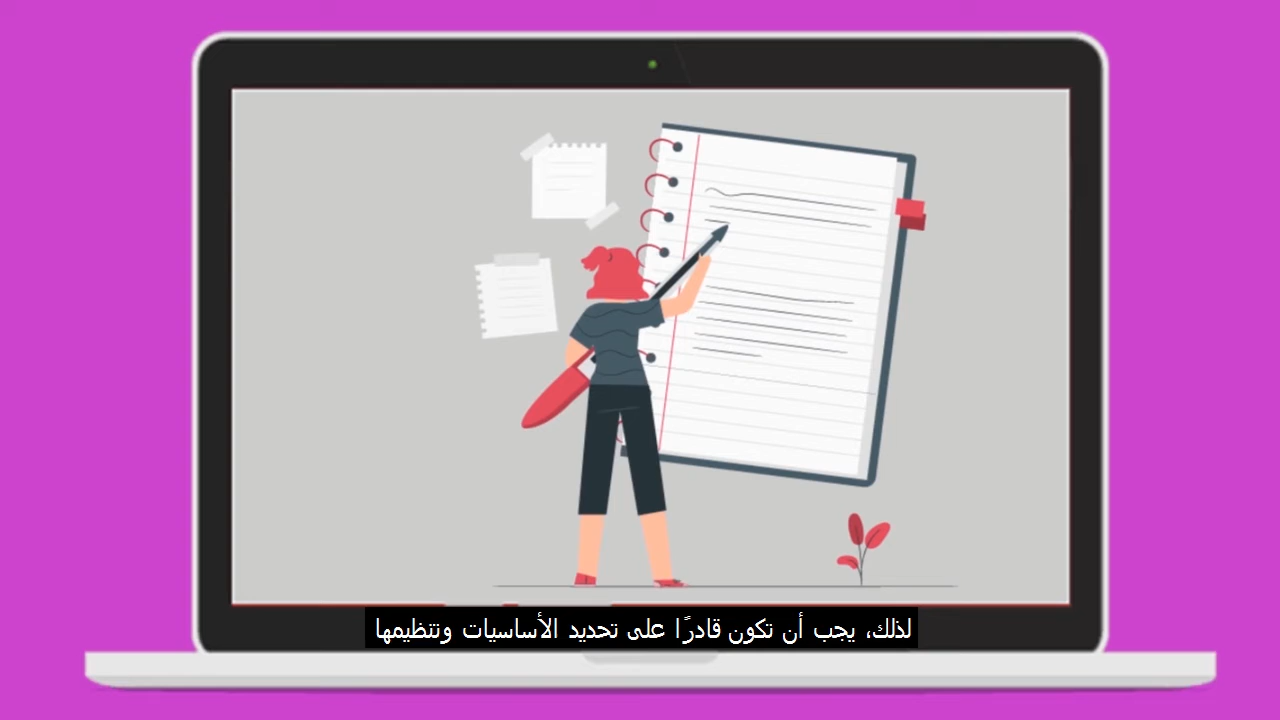 لذلك، يجب أن تكون قادرًا على تحديد الأساسيات وتنظيمها